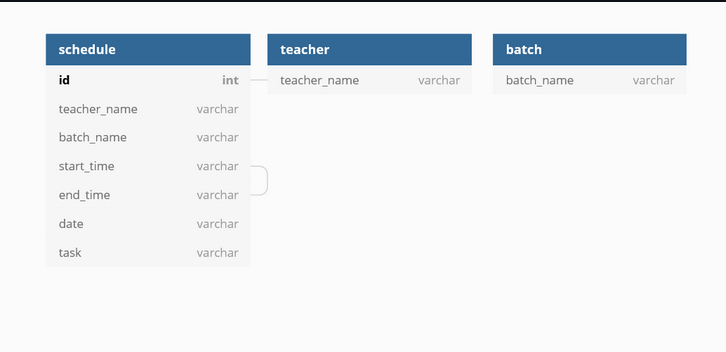 schedule
id int
teacher_name varchar
batch_name varchar
start_time varchar
end_time varchar
date varchar
task varchar
teacher
teacher_name varchar
batch
batch_name varchar